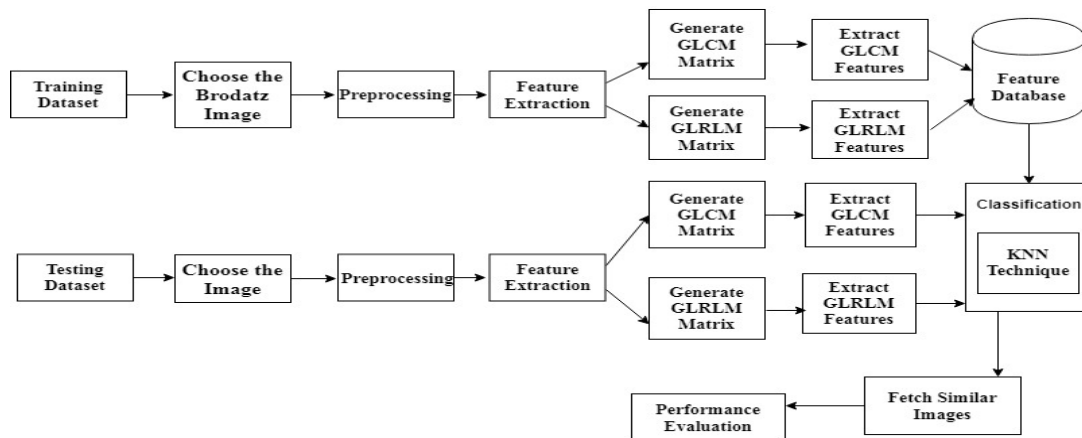 Training
Dataset
Choose the
Brodatz
Image
Preprocessing
Feature
Extraction
Generate
GLCM
Matrix
Extract
GLCM
Features
Generate
GLRLM
Matrix
Extract
GLRLM
Features
Feature
Database
Testing
Dataset
Choose the
Image
Preprocessing
Feature
Extraction
Generate
GLCM
Matrix
Extract
GLCM
Features
Generate
GLRLM
Matrix
Extract
GLRLM
Features
Classification
KNN
Technique
Fetch Similar
Images
Performance
Evaluation